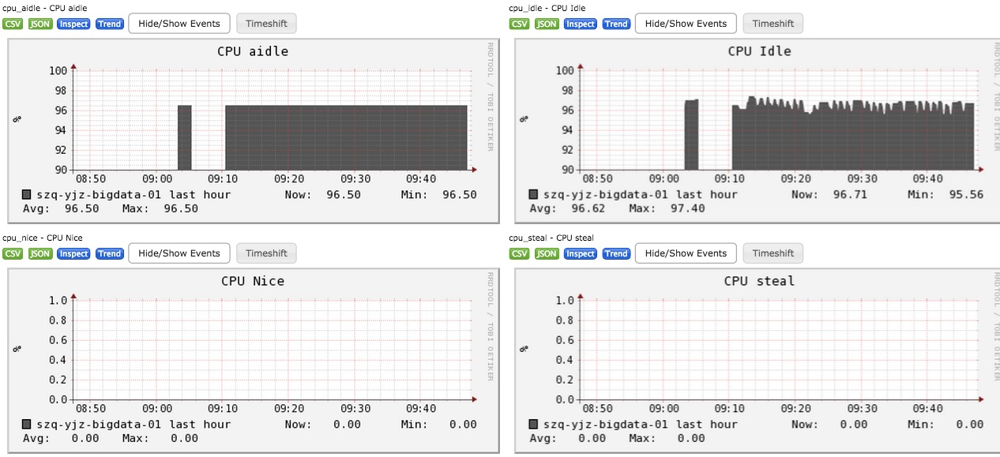 cpu_aidle - CPU aidle
CSV JSON Inspect Trend Hide/Show Events Timeshift
CPU aidle
RRDTOOL / TOBI OETIKER
100
98
96
94
92
90
%
08:50 09:00 09:10 09:20 09:30 09:40
szq-yjz-bigdata-01 last hour Now: 96.50 Min: 96.50
Avg: 96.50 Max: 96.50
cpu_idle - CPU Idle
CSV JSON Inspect Trend Hide/Show Events Timeshift
CPU Idle
RRDTOOL / TOBI OETIKER
100
98
96
94
92
90
%
08:50 09:00 09:10 09:20 09:30 09:40
szq-yjz-bigdata-01 last hour Now: 96.71 Min: 95.56
Avg: 96.62 Max: 97.40
cpu_nice - CPU Nice
CSV JSON Inspect Trend Hide/Show Events Timeshift
CPU Nice
RRDTOOL / TOBI OETIKER
1.0
0.8
0.6
0.4
0.2
0.0
%
08:50 09:00 09:10 09:20 09:30 09:40
szq-yjz-bigdata-01 last hour Now: 0.00 Min: 0.00
Avg: 0.00 Max: 0.00
cpu_steal - CPU steal
CSV JSON Inspect Trend Hide/Show Events Timeshift
CPU steal
RRDTOOL / TOBI OETIKER
1.0
0.8
0.6
0.4
0.2
0.0
%
08:50 09:00 09:10 09:20 09:30 09:40
szq-yjz-bigdata-01 last hour Now: 0.00 Min: 0.00
Avg: 0.00 Max: 0.00